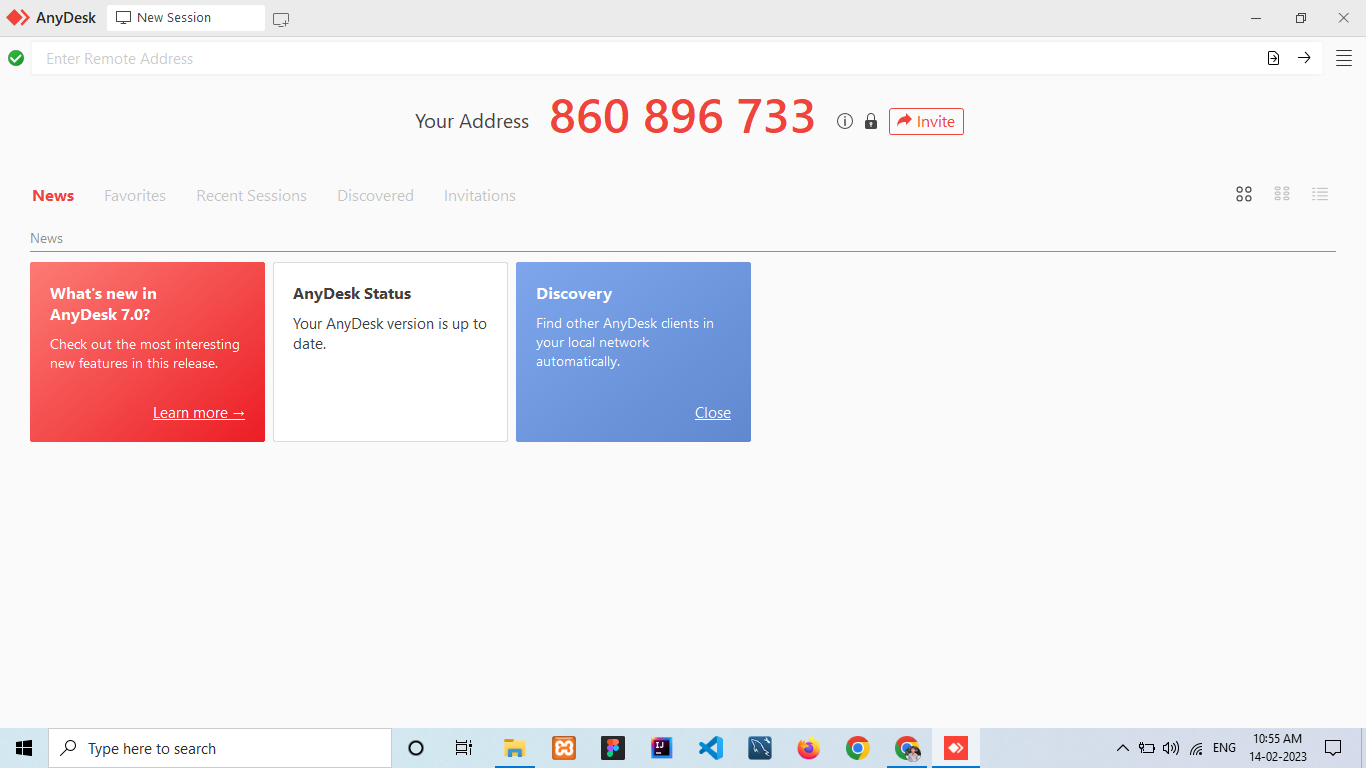 AnyDesk
New Session
Enter Remote Address
Your Address 860 896 733 Invite
News Favorites Recent Sessions Discovered Invitations
News
What's new in
AnyDesk 7.0?
Check out the most interesting
new features in this release.
Learn more →
AnyDesk Status
Your AnyDesk version is up to
date.
Discovery
Find other AnyDesk clients in
your local network
automatically.
Close
Type here to search
ENG
10:55 AM
14-02-2023